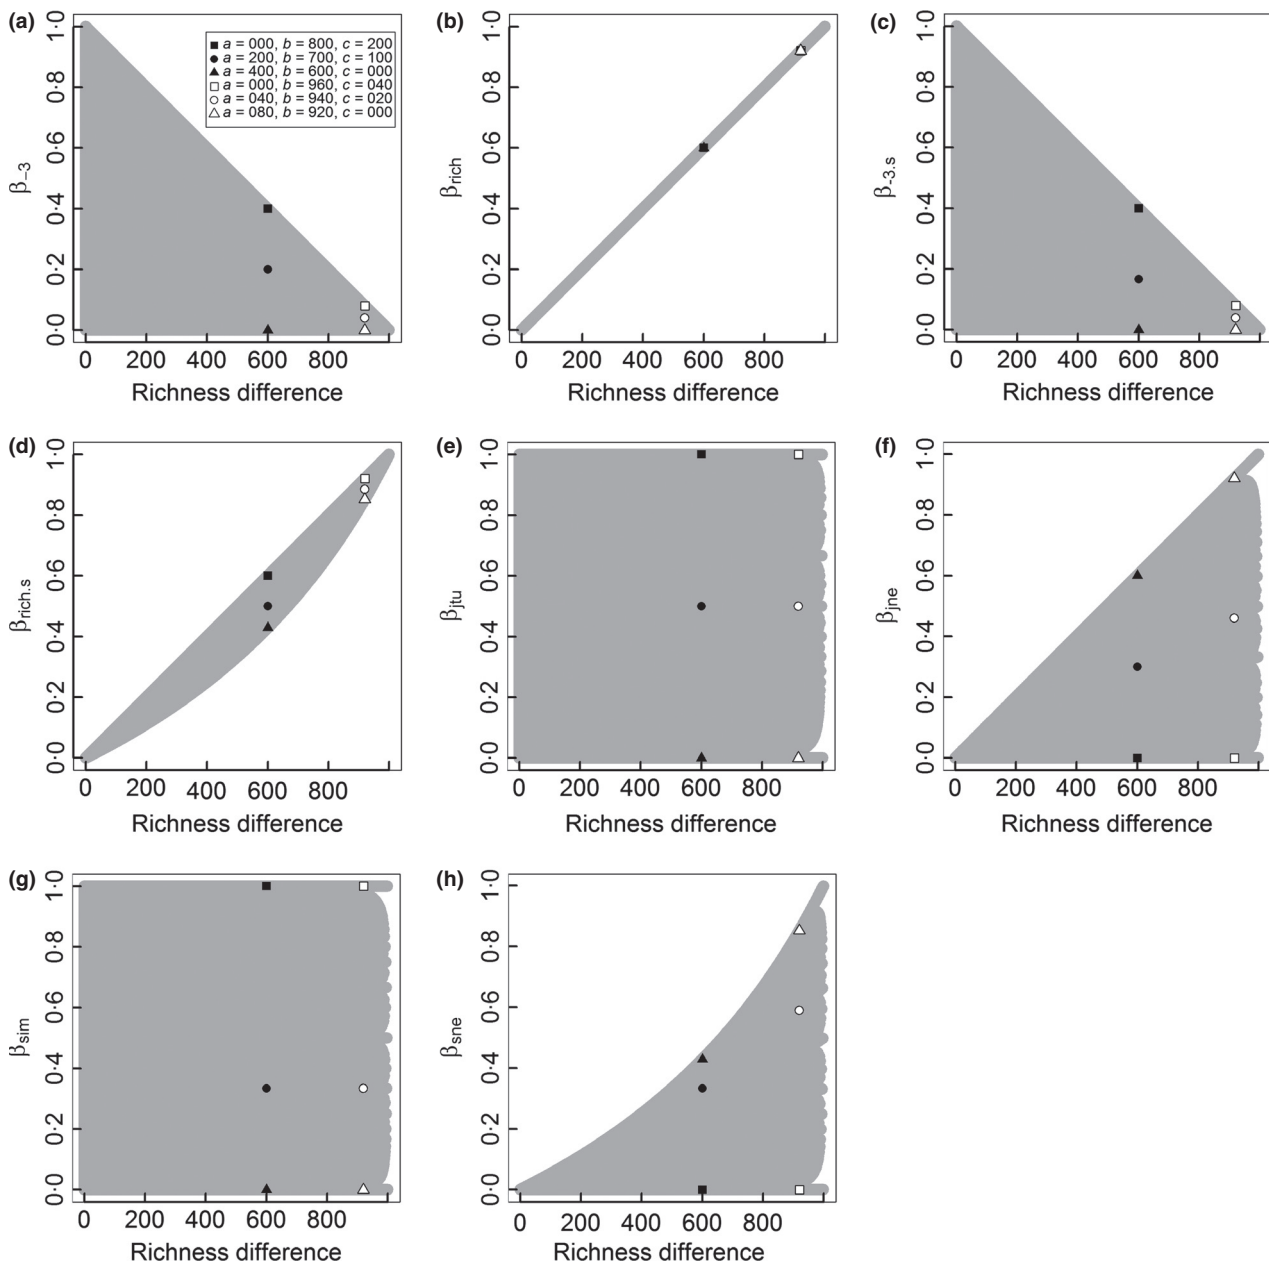 (a)
1·0
0·8
0·6
0·4
0·2
0·0
β−3
■ a = 000, b = 800, c = 200
● a = 200, b = 700, c = 100
▲ a = 400, b = 600, c = 000
□ a = 000, b = 960, c = 040
○ a = 040, b = 940, c = 020
△ a = 080, b = 920, c = 000
0 200 400 600 800
Richness difference
(b)
1·0
0·8
0·6
0·4
0·2
0·0
βrich
0 200 400 600 800
Richness difference
(c)
1·0
0·8
0·6
0·4
0·2
0·0
β-3.s
0 200 400 600 800
Richness difference
(d)
1·0
0·8
0·6
0·4
0·2
0·0
βrich.s
0 200 400 600 800
Richness difference
(e)
1·0
0·8
0·6
0·4
0·2
0·0
βjtu
0 200 400 600 800
Richness difference
(f)
1·0
0·8
0·6
0·4
0·2
0·0
βjne
0 200 400 600 800
Richness difference
(g)
1·0
0·8
0·6
0·4
0·2
0·0
βsim
0 200 400 600 800
Richness difference
(h)
1·0
0·8
0·6
0·4
0·2
0·0
βsne
0 200 400 600 800
Richness difference